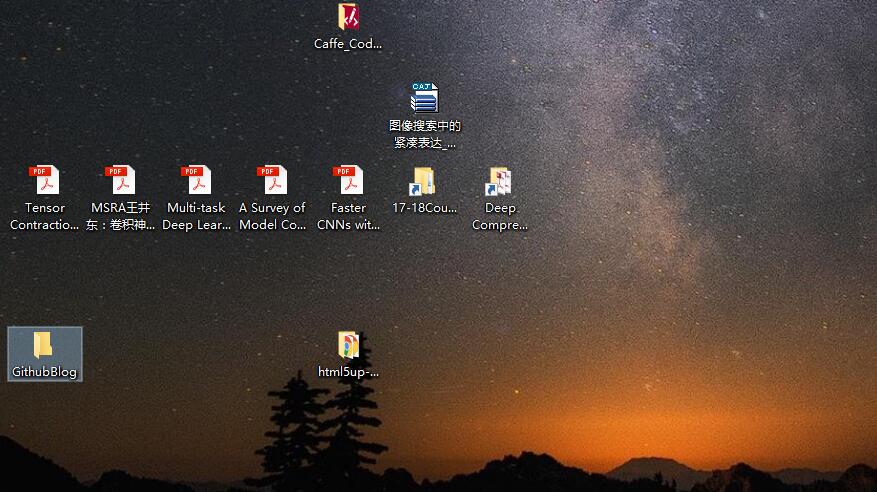 Caffe_Cod...
CAJ
图像搜索中的
紧凑表达_...
PDF
PDF
PDF
PDF
PDF
Tensor
Contractio...
MSRA王井
东：卷积神...
Multi-task
Deep Lear...
A Survey of
Model Co...
Faster
CNNs wit...
17-18Cou...
Deep
Compre...
GithubBlog
html5up-...